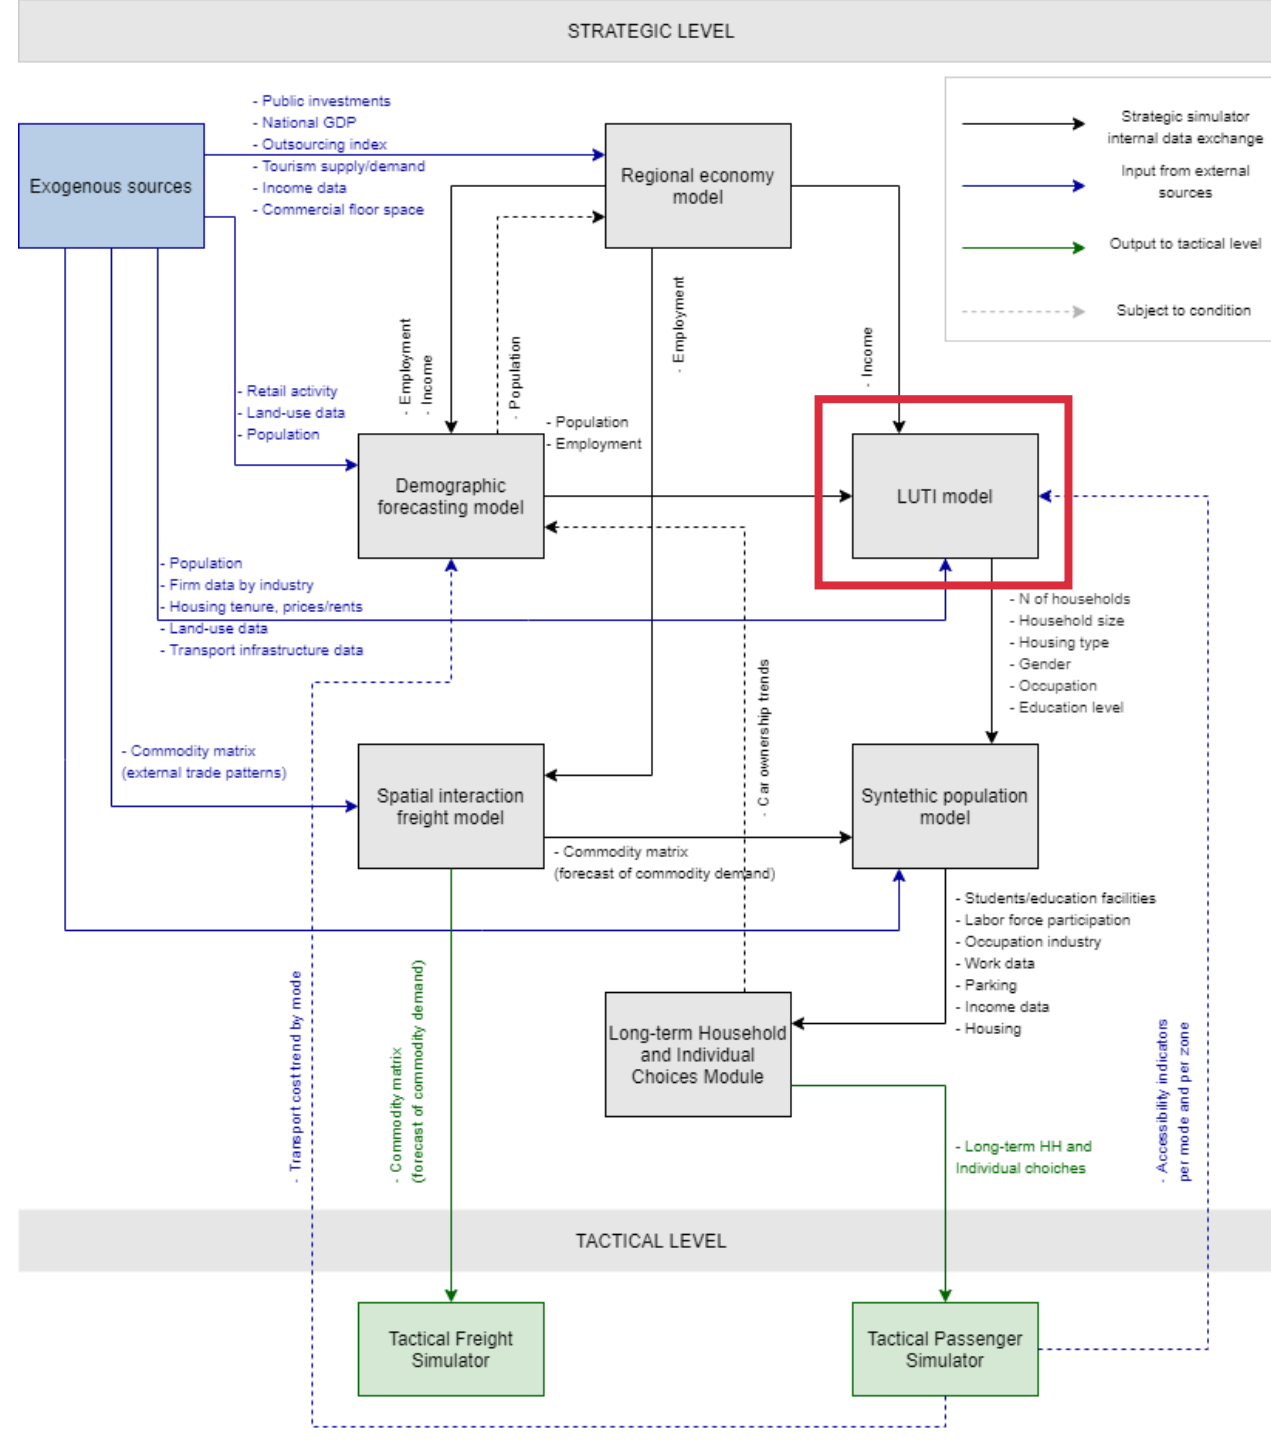 STRATEGIC LEVEL
Exogenous sources
- Public investments
- National GDP
- Outsourcing index
- Tourism supply/demand
- Income data
- Commercial floor space
Regional economy
model
Strategic simulator
internal data exchange
Input from external
sources
Output to tactical level
Subject to condition
- Employment
- Income
- Population
- Employment
- Income
- Retail activity
- Land-use data
- Population
- Population
- Employment
Demographic
forecasting model
LUTI model
- Population
- Firm data by industry
- Housing tenure, prices/rents
- Land-use data
- Transport infrastructure data
- N of households
- Household size
- Housing type
- Gender
- Occupation
- Education level
- Car ownership trends
- Commodity matrix
(external trade patterns)
Spatial interaction
freight model
Syntethic population
model
- Commodity matrix
(forecast of commodity demand)
- Students/education facilities
- Labor force participation
- Occupation industry
- Work data
- Parking
- Income data
- Housing
Long-term Household
and Individual
Choices Module
- Transport cost trend by mode
- Commodity matrix
(forecast of commodity demand)
- Long-term HH and
Individual choiches
- Accessibility indicators
per mode and per zone
TACTICAL LEVEL
Tactical Freight
Simulator
Tactical Passenger
Simulator